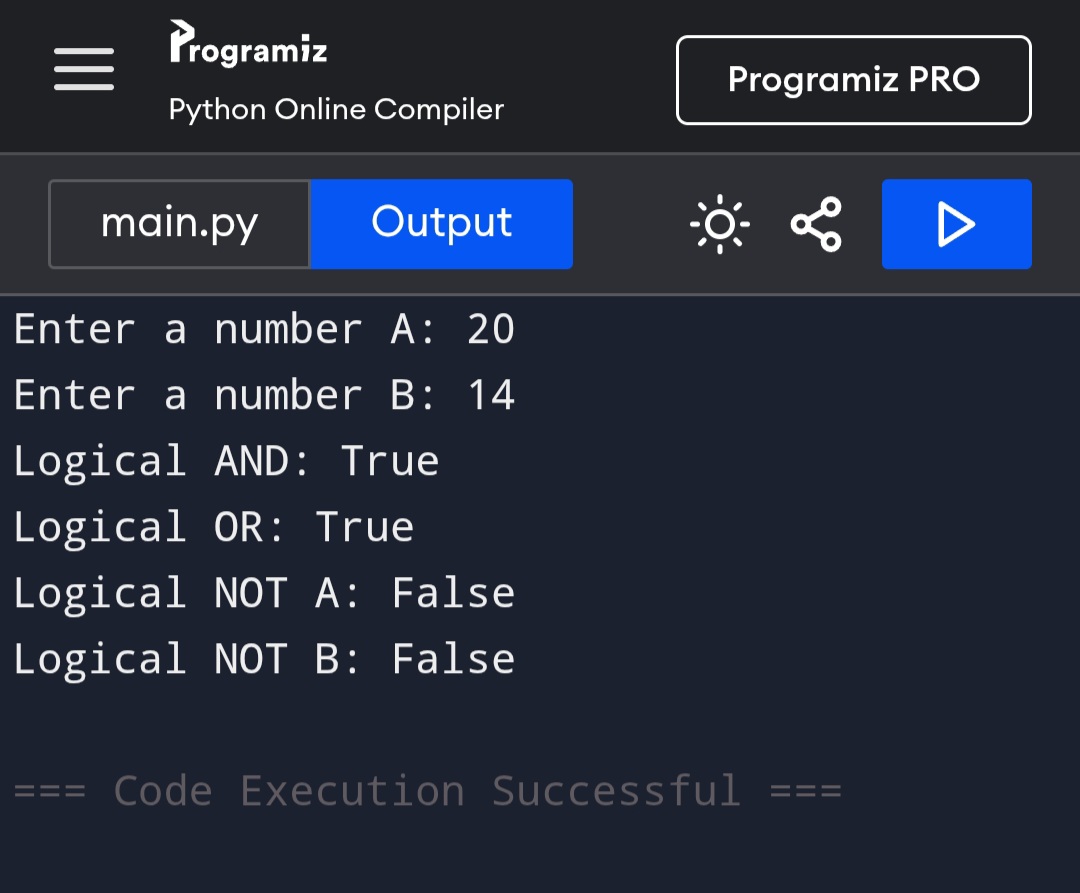 Programiz
Python Online Compiler
Programiz PRO
main.py
Output
Enter a number A: 20
Enter a number B: 14
Logical AND: True
Logical OR: True
Logical NOT A: False
Logical NOT B: False
=== Code Execution Successful ===